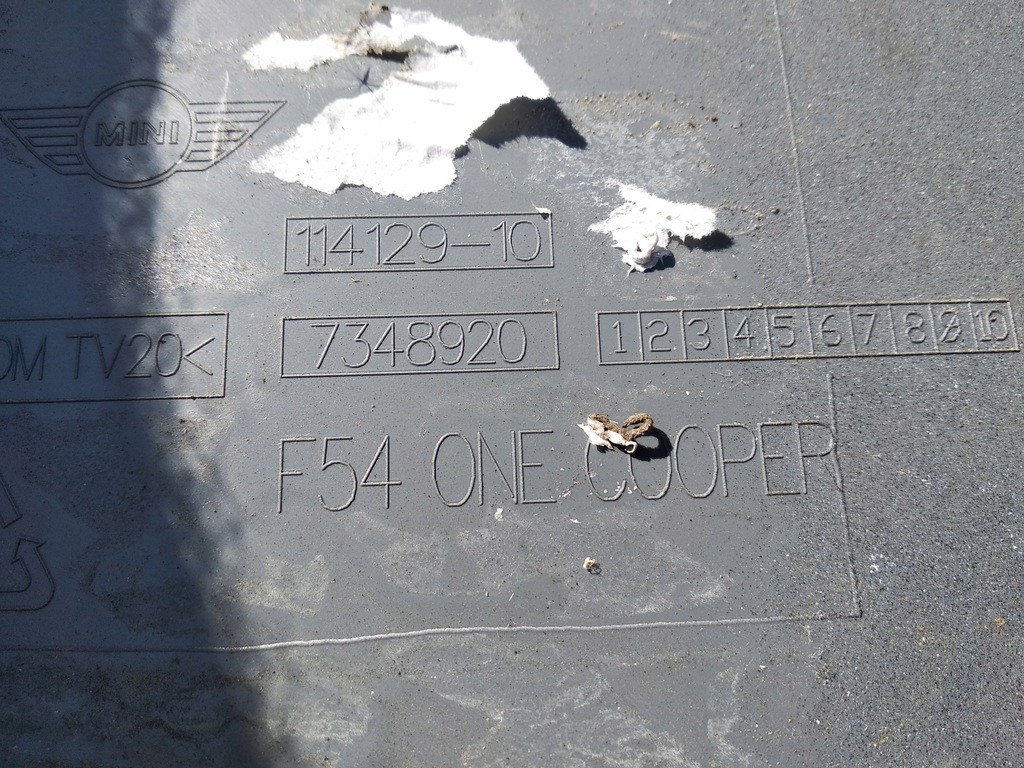 MINI
114129-10
OM TV20<
7348920
1 2 3 4 5 6 7 8 9 10
F54 ONE COOPER